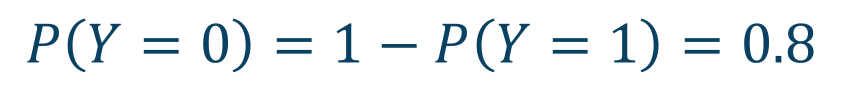 P(Y = 0) = 1 − P(Y = 1) = 0.8